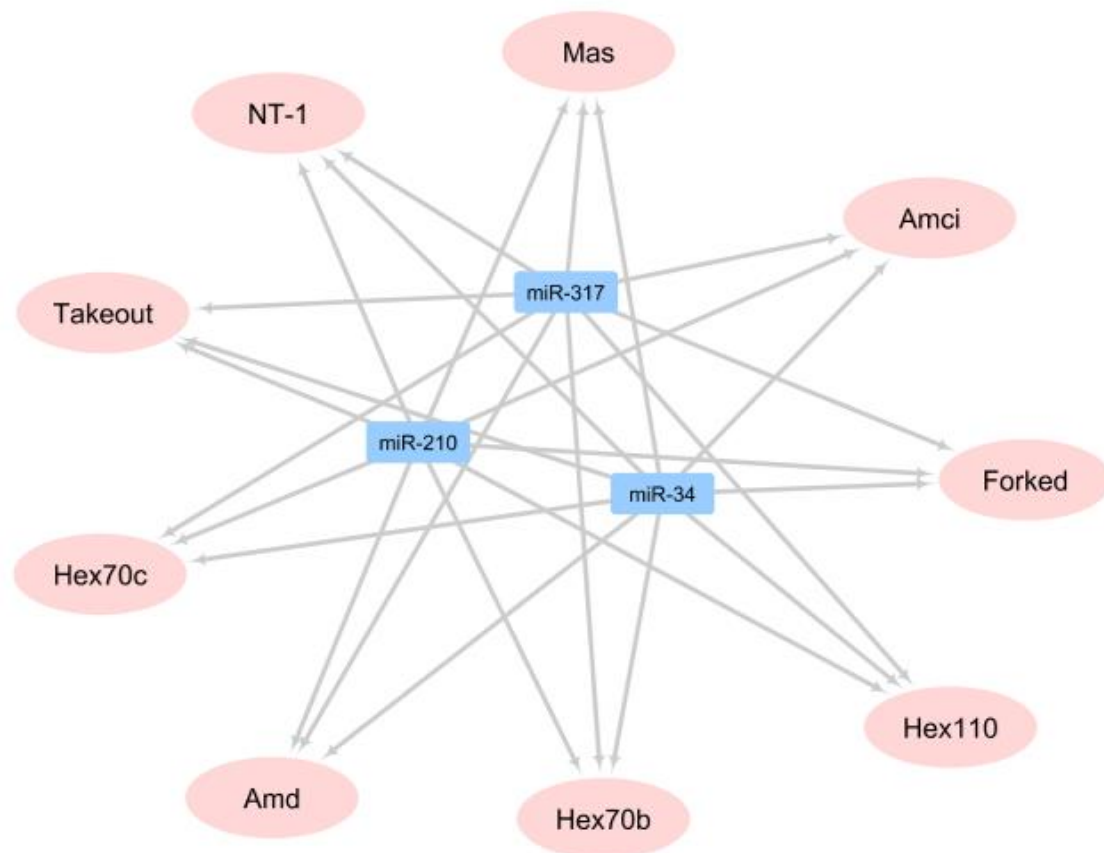 Mas
NT-1
Amci
miR-317
Takeout
miR-210
Forked
miR-34
Hex70c
Hex110
Amd
Hex70b